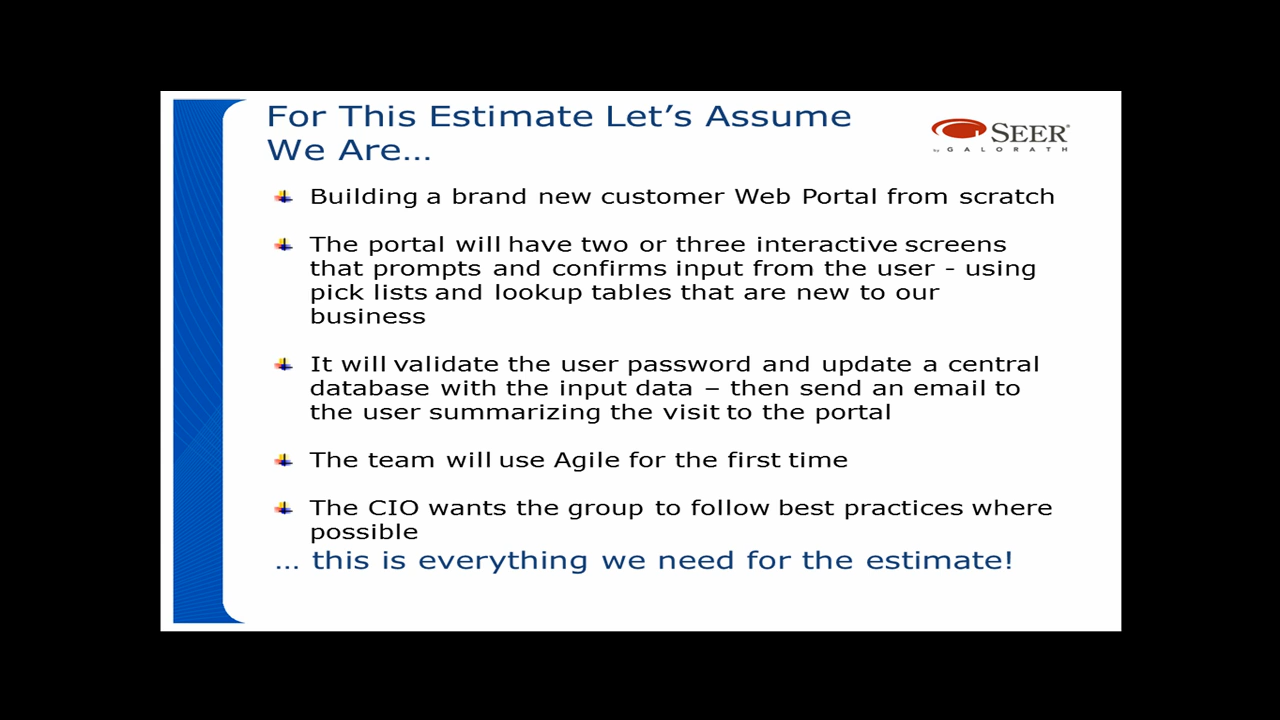 For This Estimate Let’s Assume
We Are…
SEER®
by GALORATH
Building a brand new customer Web Portal from scratch
The portal will have two or three interactive screens
that prompts and confirms input from the user - using
pick lists and lookup tables that are new to our
business
It will validate the user password and update a central
database with the input data – then send an email to
the user summarizing the visit to the portal
The team will use Agile for the first time
The CIO wants the group to follow best practices where
possible
… this is everything we need for the estimate!